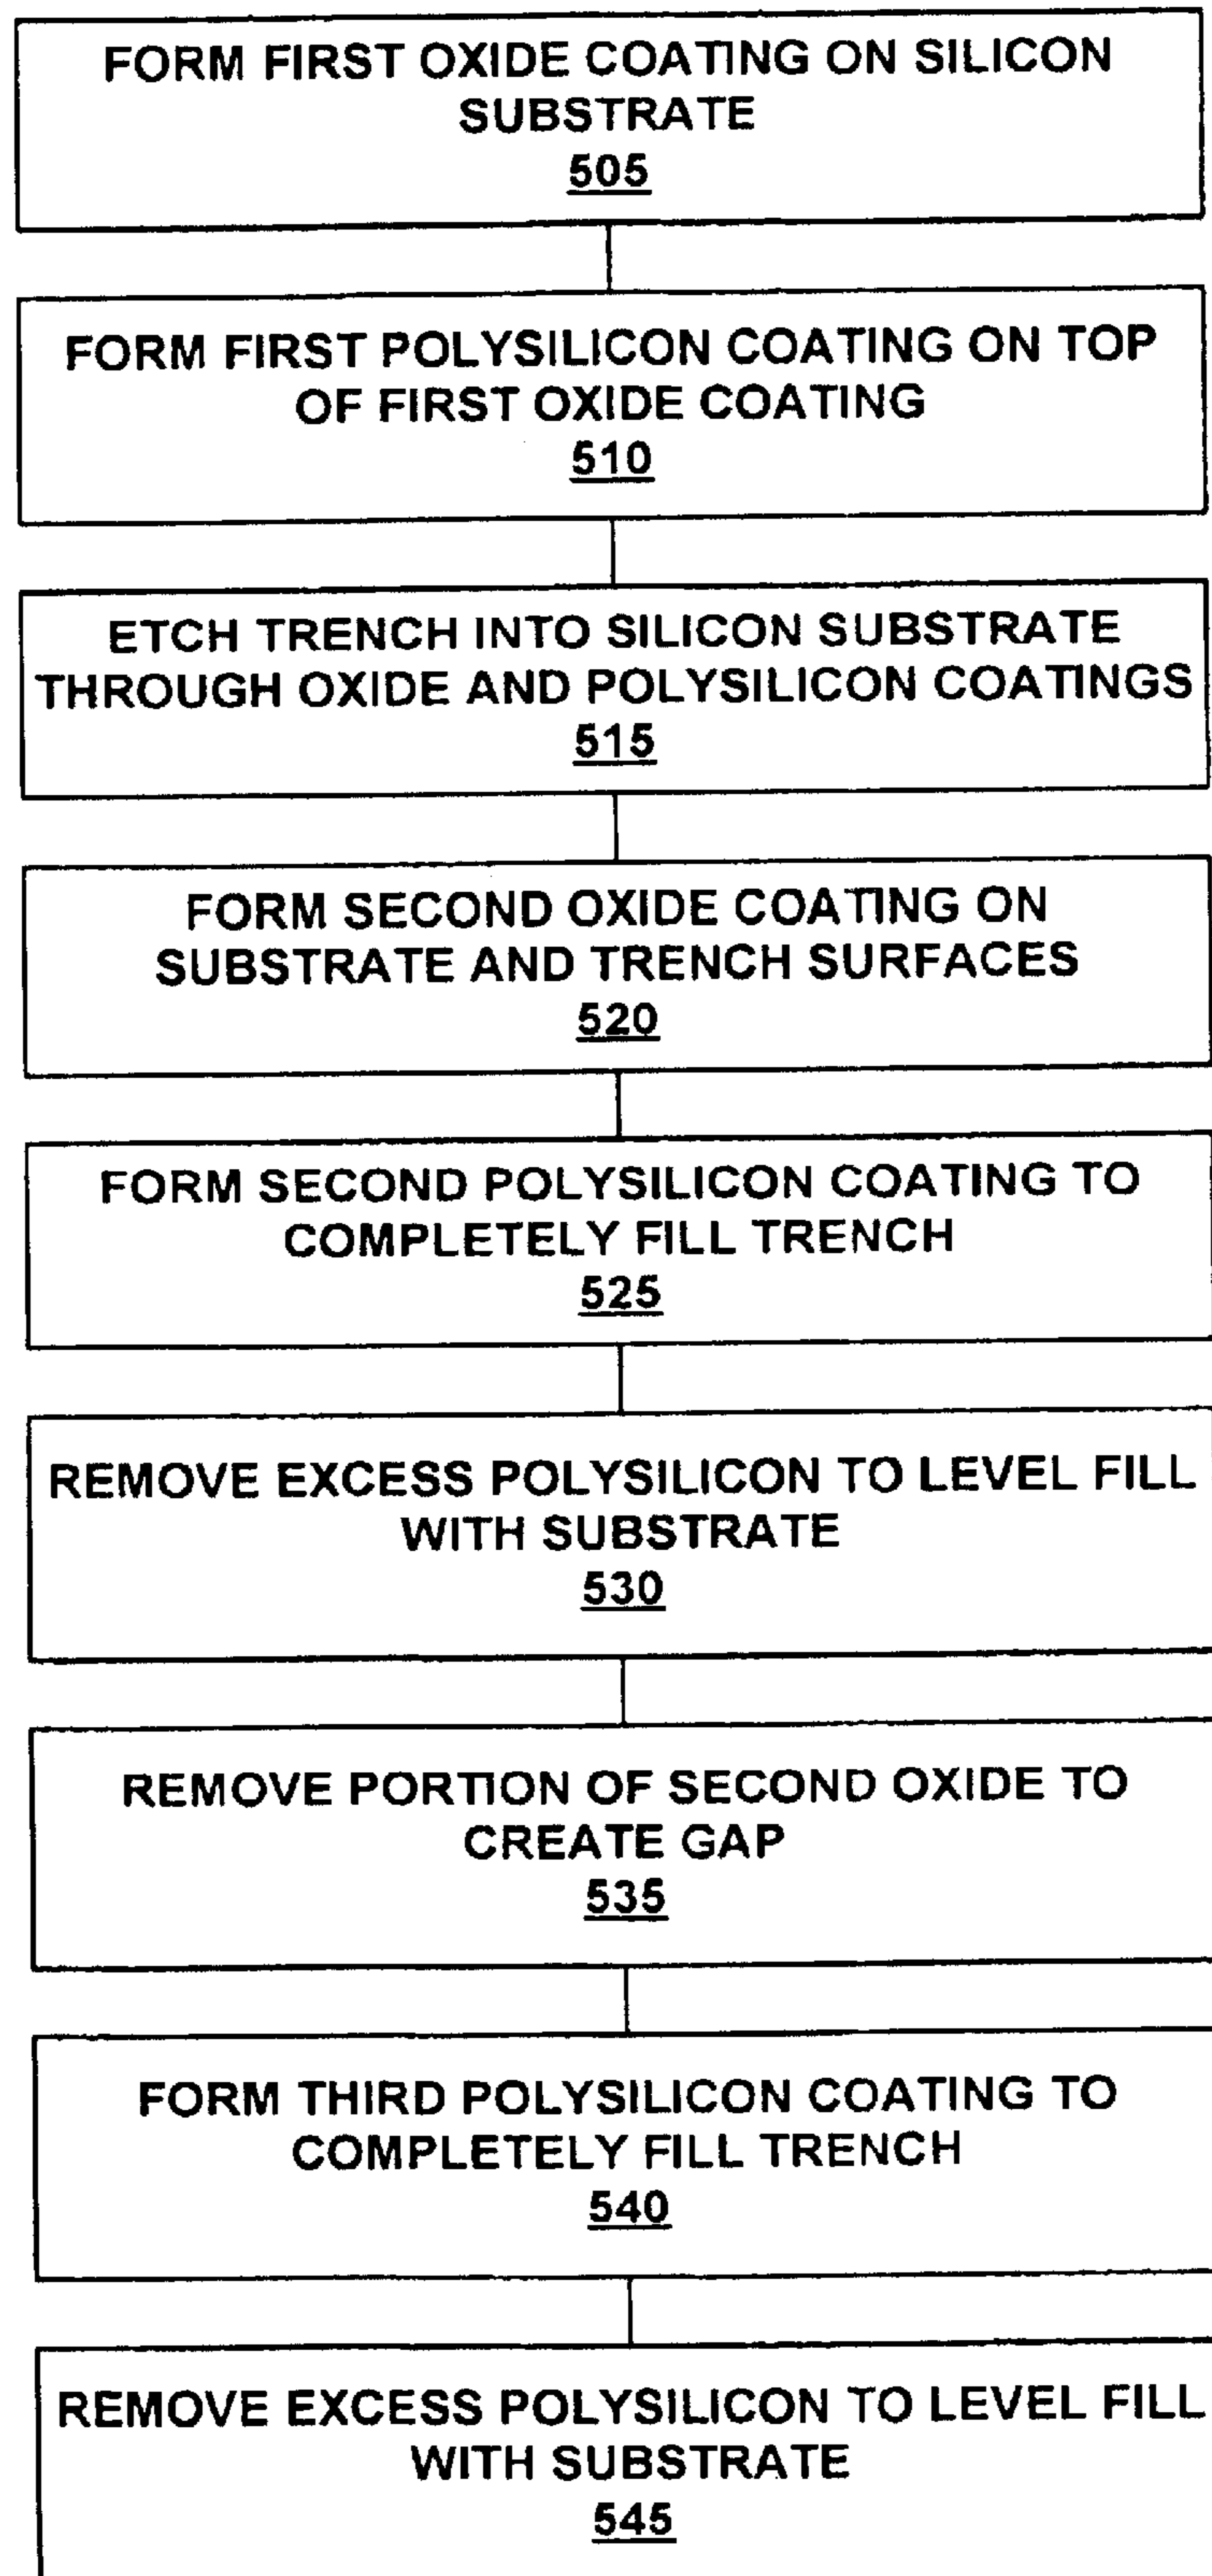 FORM FIRST OXIDE COATING ON SILICON
SUBSTRATE
505
FORM FIRST POLYSILICON COATING ON TOP
OF FIRST OXIDE COATING
510
ETCH TRENCH INTO SILICON SUBSTRATE
THROUGH OXIDE AND POLYSILICON COATINGS
515
FORM SECOND OXIDE COATING ON
SUBSTRATE AND TRENCH SURFACES
520
FORM SECOND POLYSILICON COATING TO
COMPLETELY FILL TRENCH
525
REMOVE EXCESS POLYSILICON TO LEVEL FILL
WITH SUBSTRATE
530
REMOVE PORTION OF SECOND OXIDE TO
CREATE GAP
535
FORM THIRD POLYSILICON COATING TO
COMPLETELY FILL TRENCH
540
REMOVE EXCESS POLYSILICON TO LEVEL FILL
WITH SUBSTRATE
545